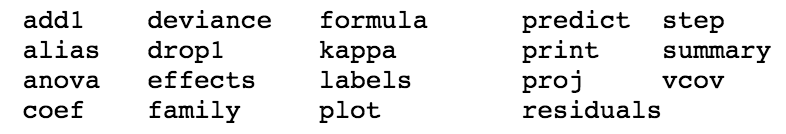 add1 deviance formula predict step
alias drop1 kappa print summary
anova effects labels proj vcov
coef family plot residuals